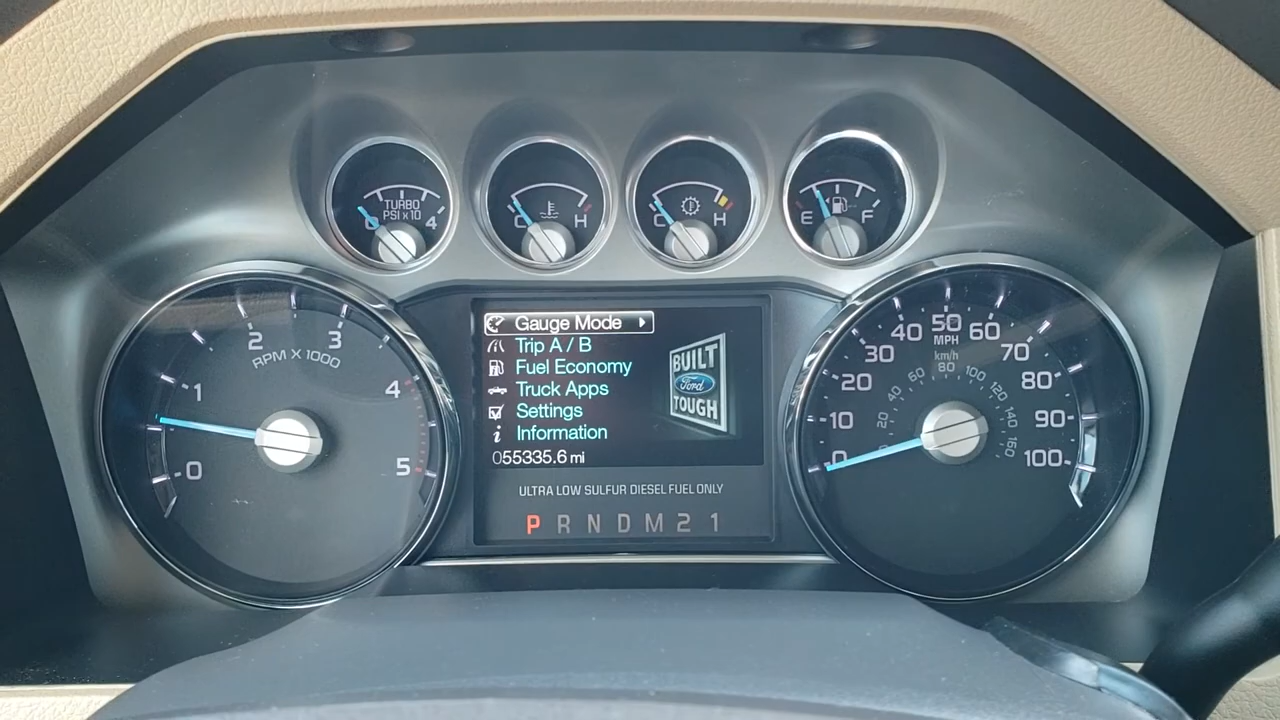 TURBO
PSI x 10
0 4
C H
C H
E F
0 1 2 3 4 5
RPM X 1000
Gauge Mode
Trip A / B
Fuel Economy
Truck Apps
Settings
Information
055335.6 mi
BUILT
Ford
TOUGH
ULTRA LOW SULFUR DIESEL FUEL ONLY
P R N D M 2 1
0 10 20 30 40 50 60 70 80 90 100
MPH
km/h
20 40 60 80 100 120 140 160